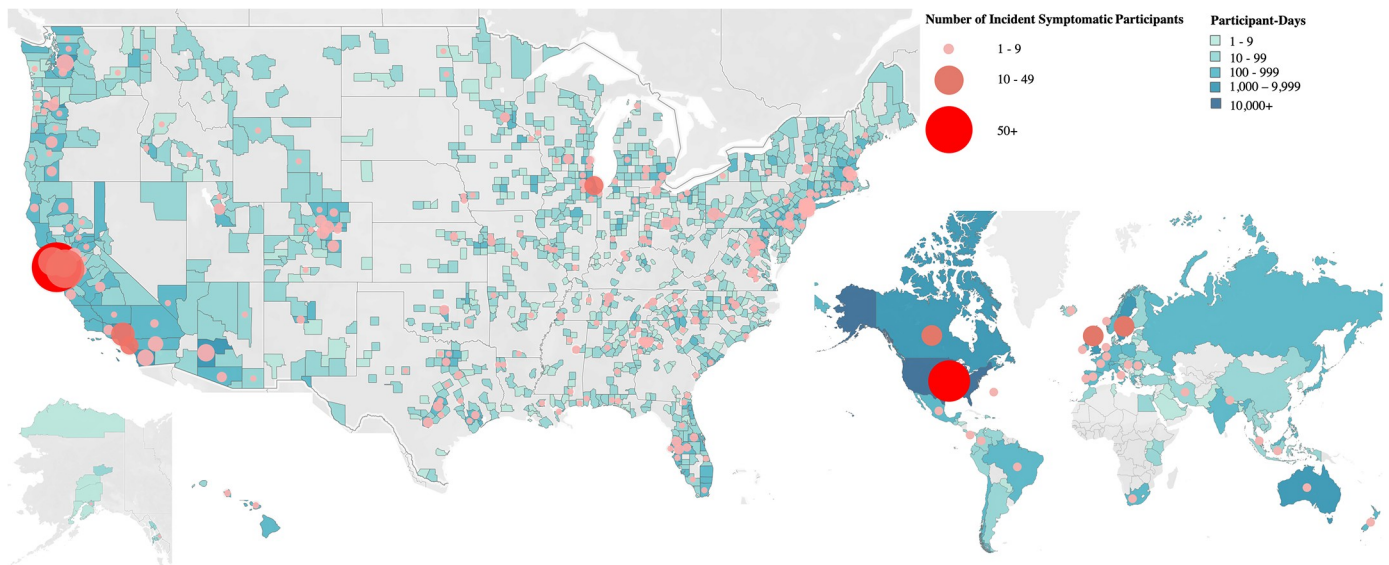 Number of Incident Symptomatic Participants
1 - 9
10 - 49
50+
Participant-Days
1 - 9
10 - 99
100 - 999
1,000 – 9,999
10,000+